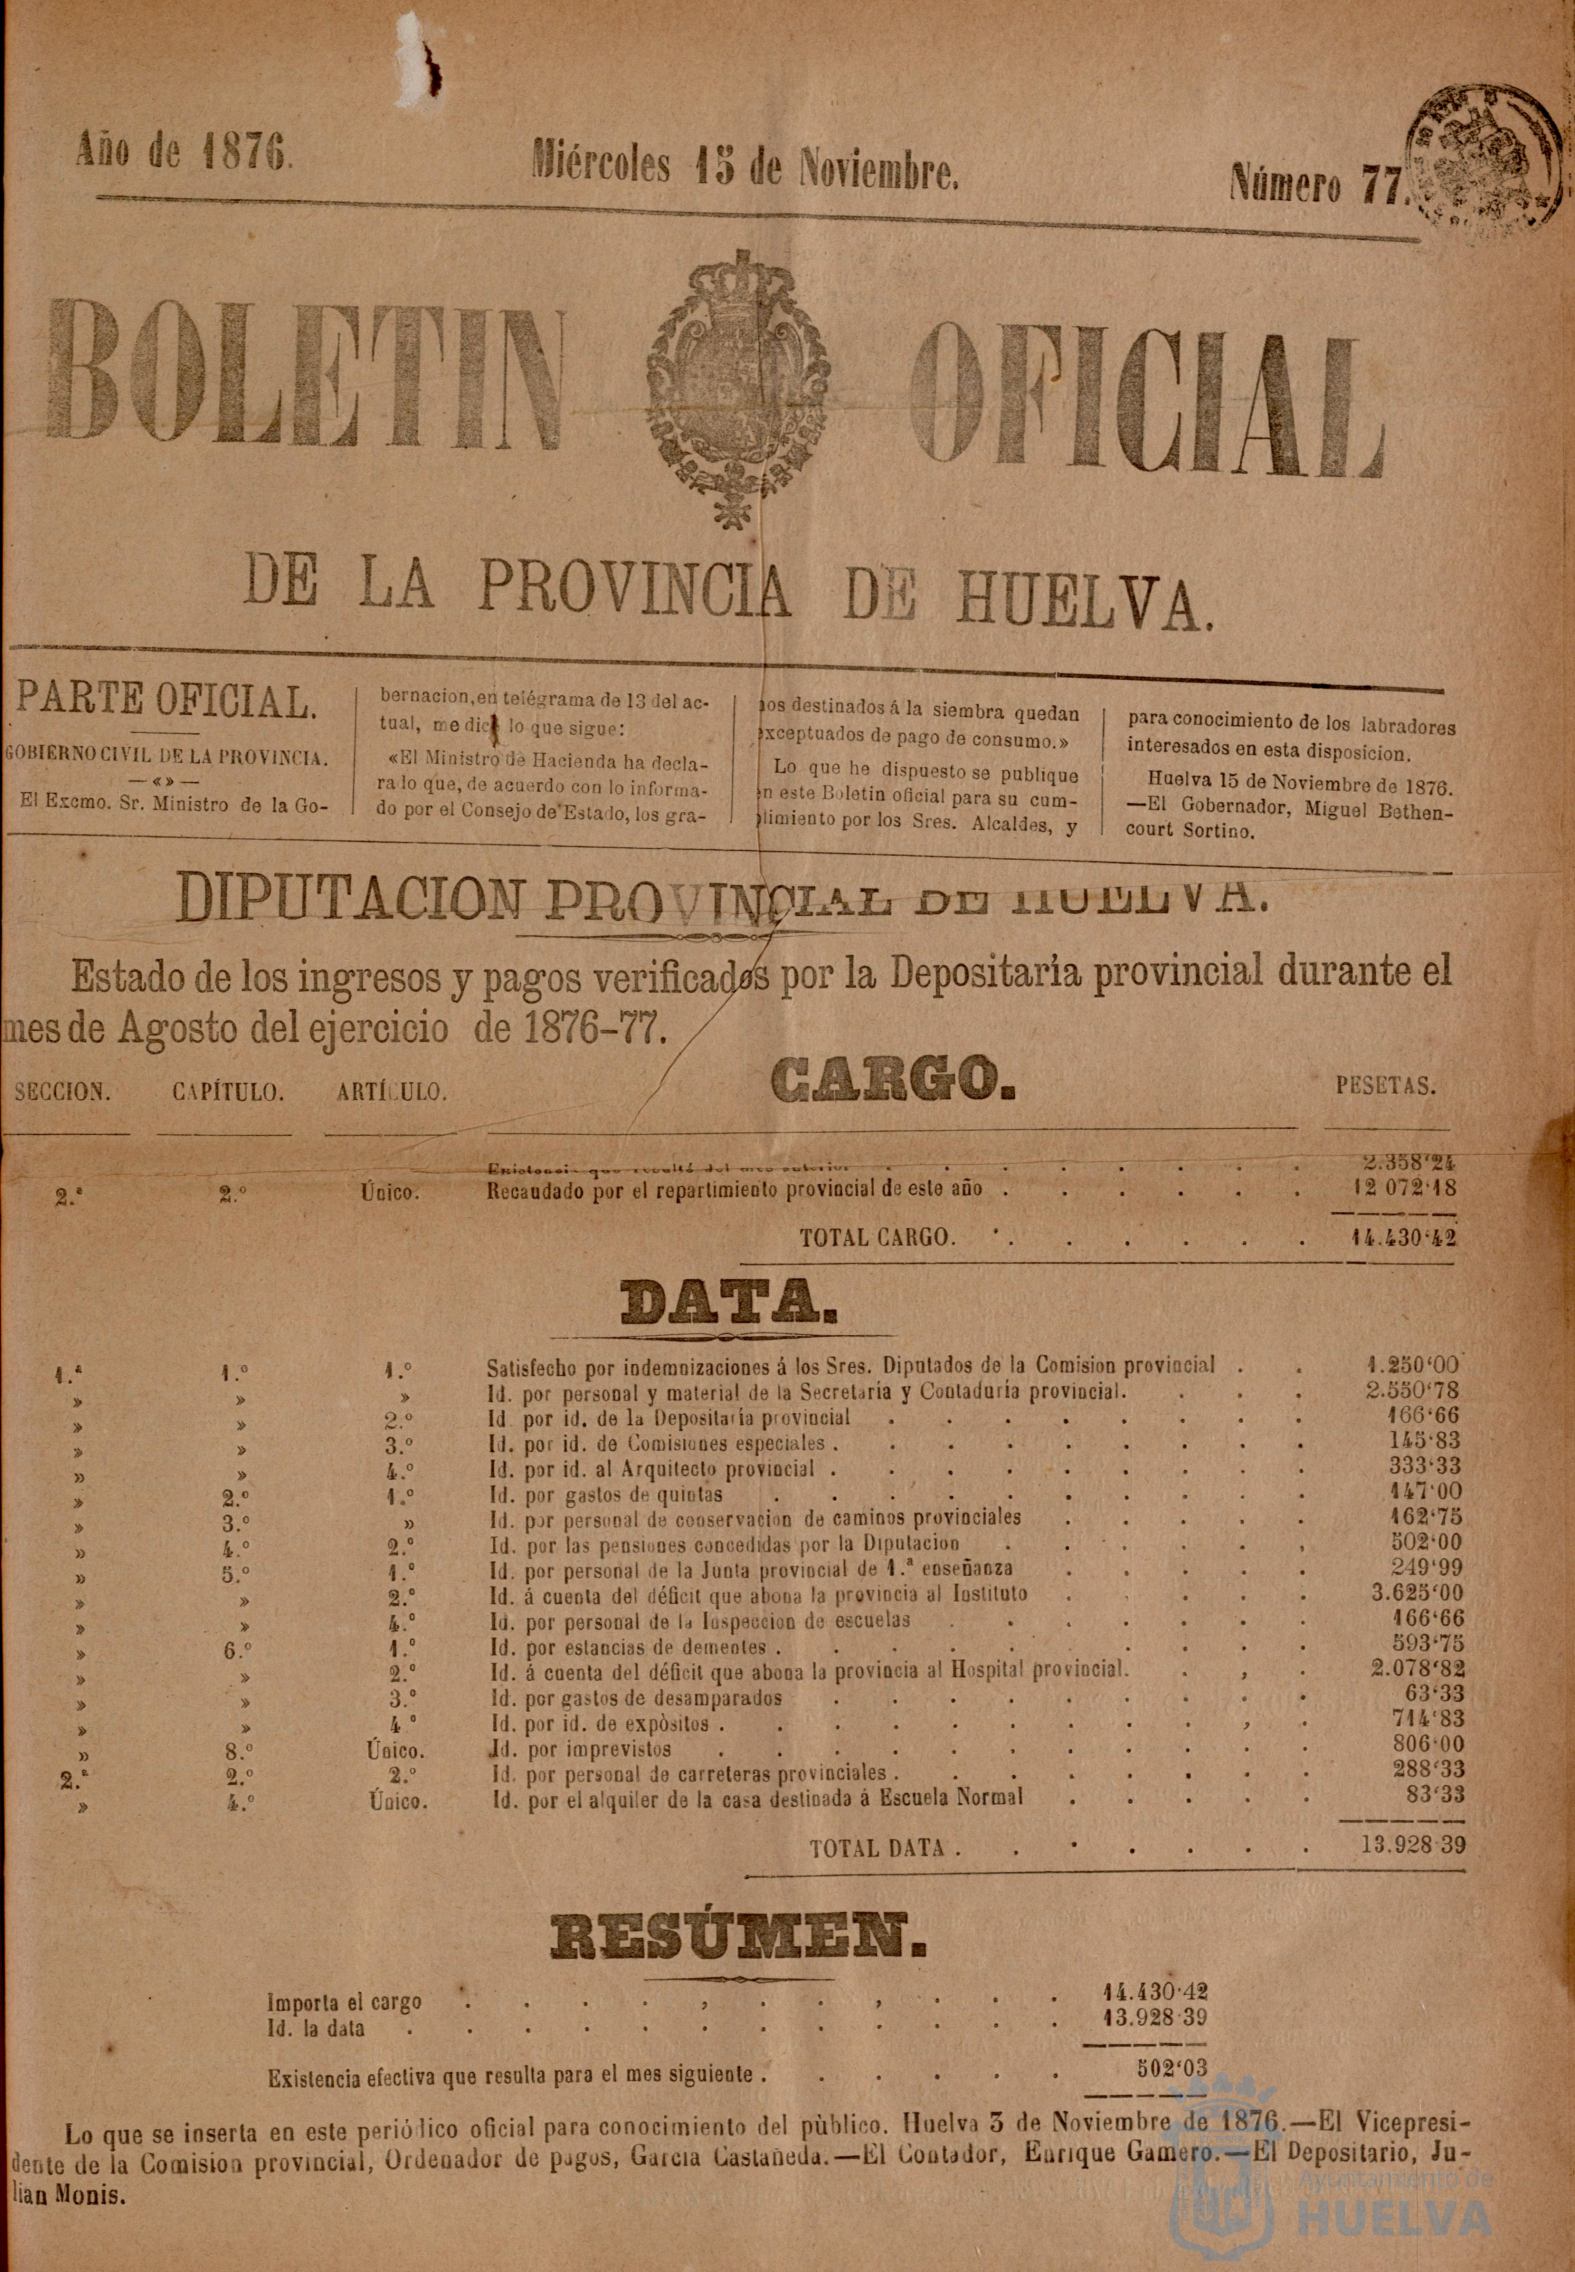 Año de 1876.
Miércoles 15 de Noviembre.
Número 77.
BOLETIN OFICIAL
DE LA PROVINCIA DE HUELVA.
PARTE OFICIAL.
GOBIERNO CIVIL DE LA PROVINCIA.
—«»—
El Excmo. Sr. Ministro de la Go-
bernacion, en telégrama de 13 del ac-
tual, me dice lo que sigue:
«El Ministro de Hacienda ha decla-
ra lo que, de acuerdo con lo informa-
do por el Consejo de Estado, los gra-
nos destinados á la siembra quedan
exceptuados de pago de consumo.»
Lo que he dispuesto se publique
en este Boletin oficial para su cum-
plimiento por los Sres. Alcaldes, y
para conocimiento de los labradores
interesados en esta disposicion.
Huelva 15 de Noviembre de 1876.
—El Gobernador, Miguel Bethen-
court Sortino.
DIPUTACION PROVINCIAL DE HUELVA.
Estado de los ingresos y pagos verificados por la Depositaría provincial durante el
mes de Agosto del ejercicio de 1876-77.
SECCION. CAPÍTULO. ARTÍCULO. CARGO. PESETAS.
Existencia que resultó del mes anterior 2.358‘24
2.ª 2.º Único. Recaudado por el repartimiento provincial de este año 12 072‘18
TOTAL CARGO. 14.430‘42
DATA.
1.ª 1.º 1.º Satisfecho por indemnizaciones á los Sres. Diputados de la Comision provincial 1.250‘00
» » » Id. por personal y material de la Secretaría y Contaduría provincial. 2.550‘78
» » 2.º Id por id. de la Depositaría provincial 166‘66
» » 3.º Id. por id. de Comisiones especiales 145‘83
» » 4.º Id. por id. al Arquitecto provincial 333‘33
» 2.º 1.º Id. por gastos de quintas 147‘00
» 3.º » Id. por personal de conservacion de caminos provinciales 162‘75
» 4.º 2.º Id. por las pensiones concedidas por la Diputacion 502‘00
» 5.º 1.º Id. por personal de la Junta provincial de 1.ª enseñanza 249‘99
» » 2.º Id. á cuenta del déficit que abona la provincia al Instituto 3.625‘00
» » 4.º Id. por personal de la Inspeccion de escuelas 166‘66
» 6.º 1.º Id. por estancias de dementes 593‘75
» » 2.º Id. á cuenta del déficit que abona la provincia al Hospital provincial. 2.078‘82
» » 3.º Id. por gastos de desamparados 63‘33
» » 4º Id. por id. de expòsitos 714‘83
» 8.º Único. Id. por imprevistos 806‘00
2.ª 2.º 2.º Id. por personal de carreteras provinciales 288‘33
» 4.º Único. Id. por el alquiler de la casa destinada á Escuela Normal 83‘33
TOTAL DATA 13.928‘39
RESÚMEN.
Importa el cargo 14.430‘42
Id. la data 13.928‘39
Existencia efectiva que resulta para el mes siguiente 502‘03
Lo que se inserta en este periódico oficial para conocimiento del pùblico. Huelva 3 de Noviembre de 1876.—El Vicepresi-
dente de la Comision provincial, Ordenador de pagos, Garcia Castañeda.—El Contador, Enrique Gamero.—El Depositario, Ju-
lian Monis.
Ayuntamiento de
HUELVA